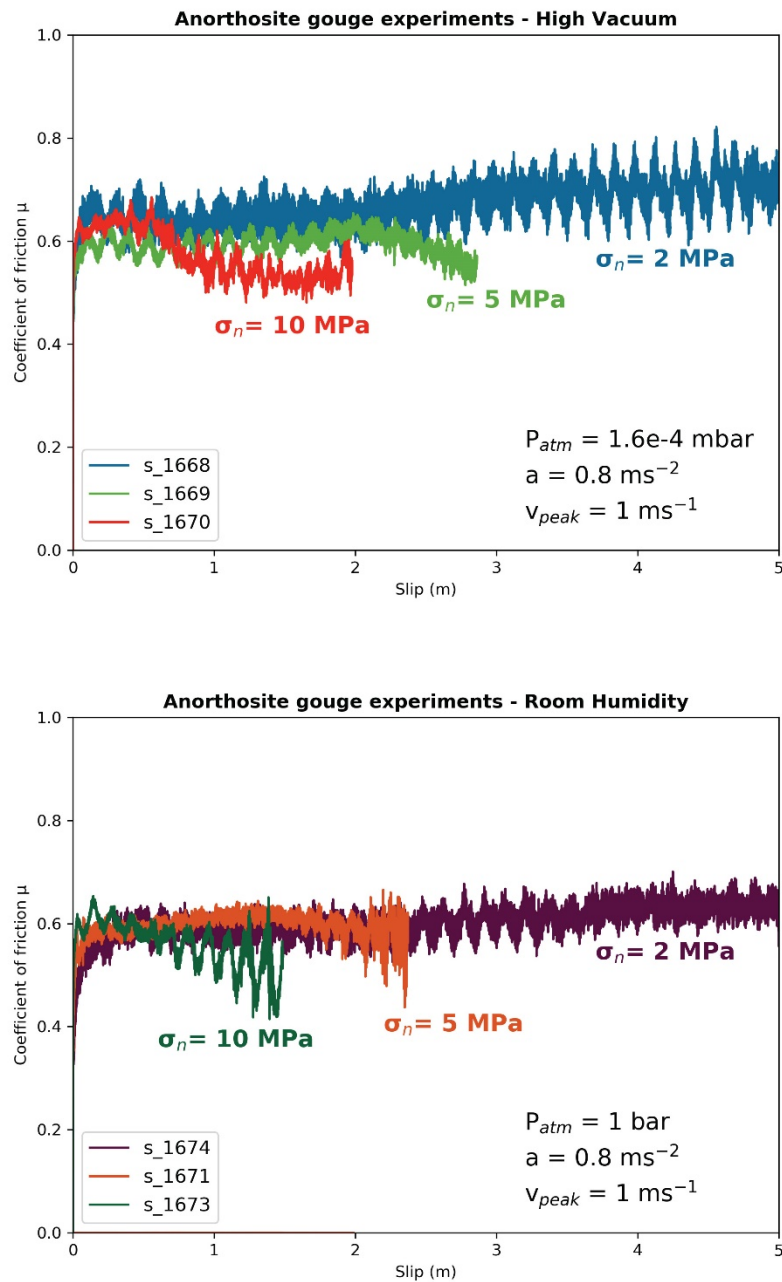 Anorthosite gouge experiments - High Vacuum
1.0
0.8
0.6
0.4
0.2
0.0
Coefficient of friction μ
σn= 2 MPa
σn= 5 MPa
σn= 10 MPa
Patm = 1.6e-4 mbar
a = 0.8 ms−2
vpeak = 1 ms−1
s_1668
s_1669
s_1670
0 1 2 3 4 5
Slip (m)
Anorthosite gouge experiments - Room Humidity
1.0
0.8
0.6
0.4
0.2
0.0
Coefficient of friction μ
σn= 2 MPa
σn= 5 MPa
σn= 10 MPa
Patm = 1 bar
a = 0.8 ms−2
vpeak = 1 ms−1
s_1674
s_1671
s_1673
0 1 2 3 4 5
Slip (m)